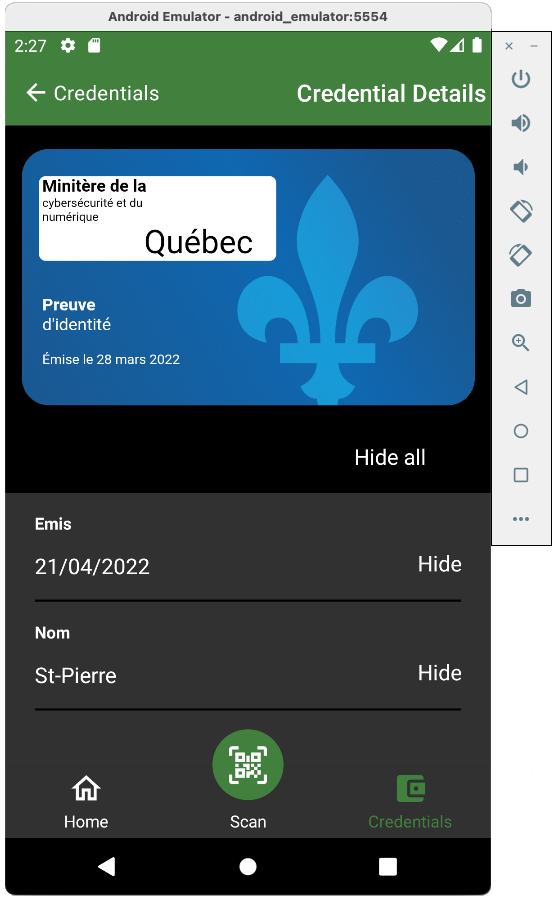 Android Emulator - android_emulator:5554
2:27
Credentials
Credential Details
Minitère de la
cybersécurité et du
numérique
Québec
Preuve
d'identité
Émise le 28 mars 2022
Hide all
Emis
21/04/2022
Hide
Nom
St-Pierre
Hide
Home
Scan
Credentials